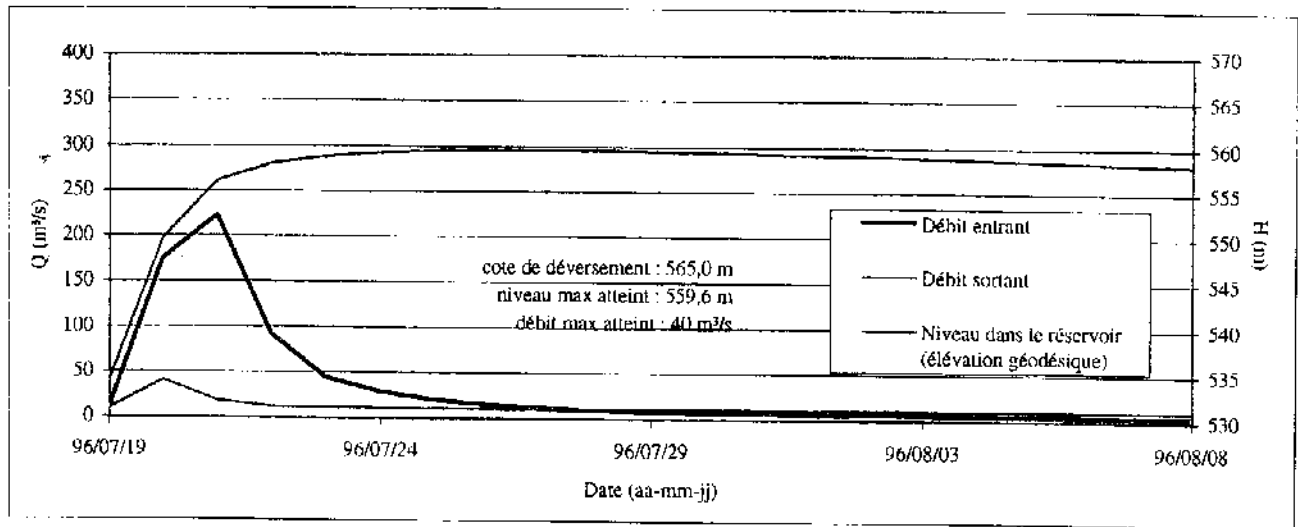 400
350
300
250
200
150
100
50
0
Q (m³/s)
570
565
560
555
550
545
540
535
530
H (m)
cote de déversement : 565,0 m
niveau max atteint : 559,6 m
débit max atteint : 40 m³/s
Débit entrant
Débit sortant
Niveau dans le réservoir
(élévation géodésique)
96/07/19
96/07/24
96/07/29
96/08/03
96/08/08
Date (aa-mm-jj)